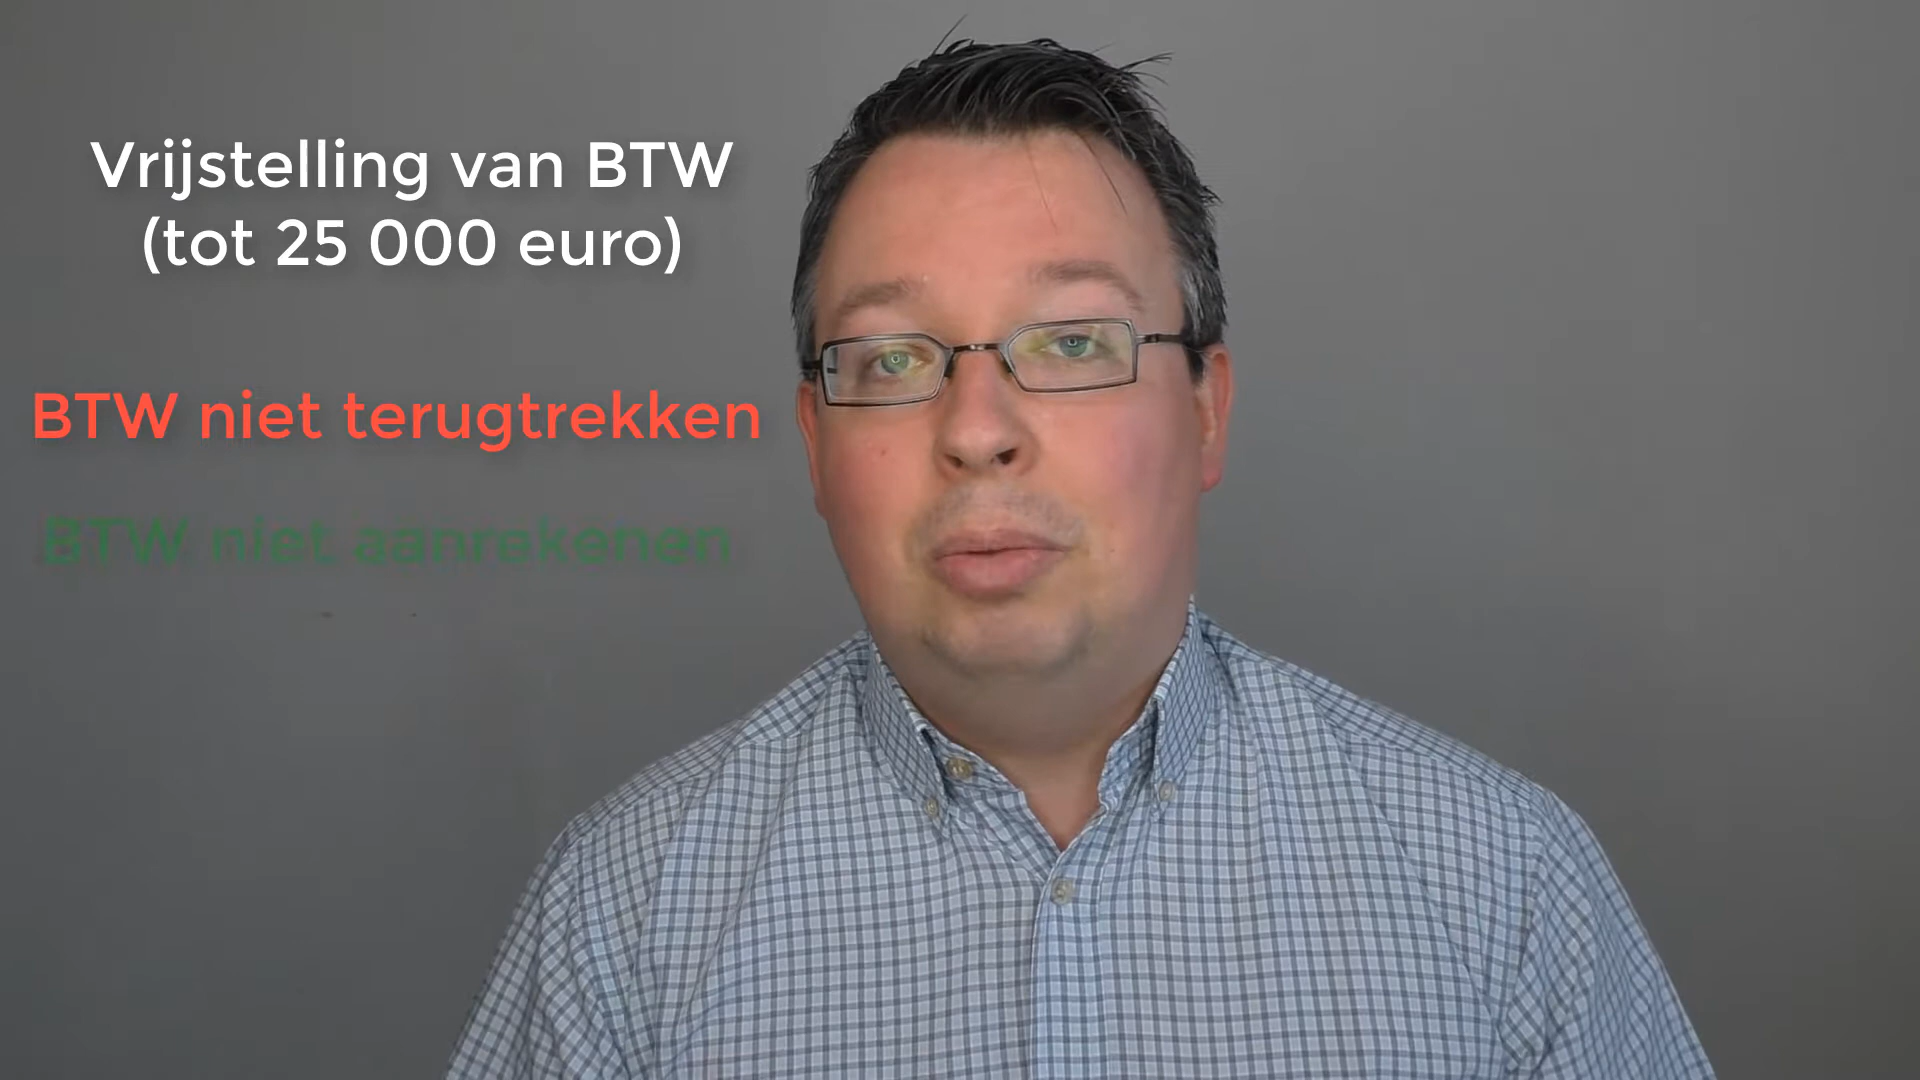 Vrijstelling van BTW
(tot 25 000 euro)
BTW niet terugtrekken
BTW niet aanrekenen